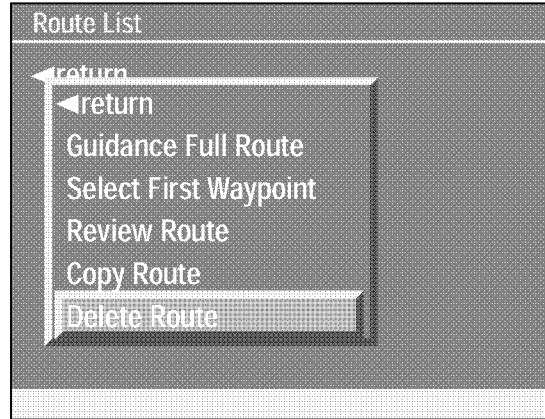 Route List
◀return
◀return
Guidance Full Route
Select First Waypoint
Review Route
Copy Route
Delete Route